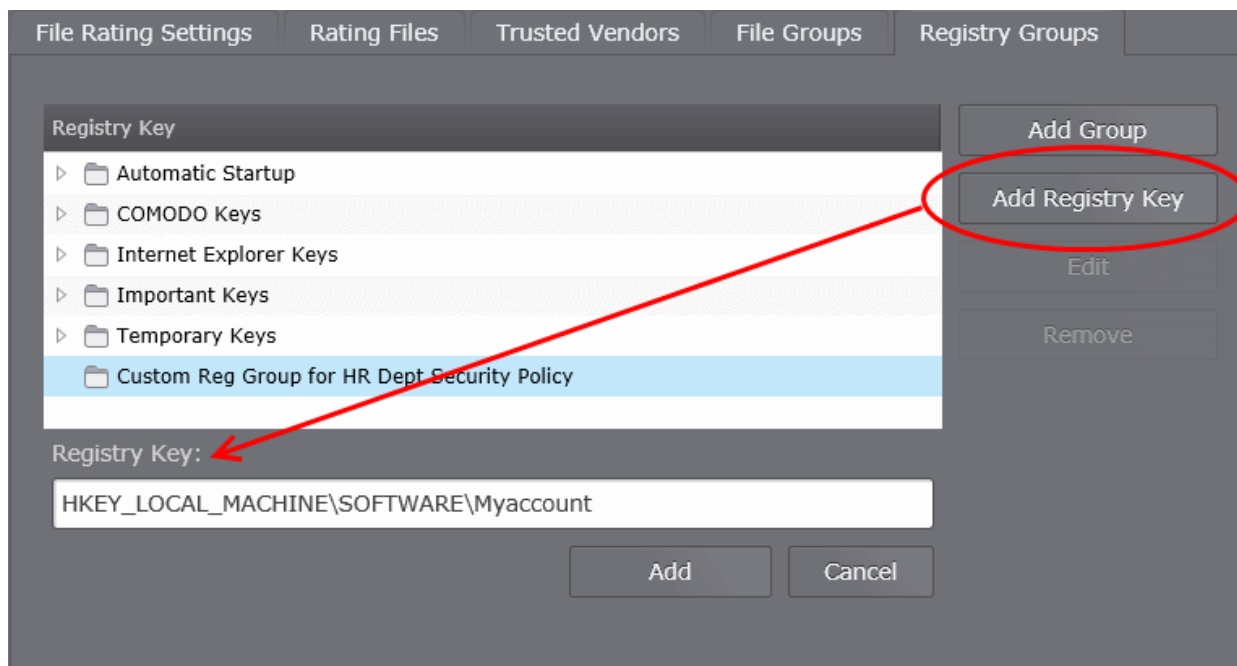 File Rating Settings Rating Files Trusted Vendors File Groups Registry Groups
Registry Key
Automatic Startup
COMODO Keys
Internet Explorer Keys
Important Keys
Temporary Keys
Custom Reg Group for HR Dept Security Policy
Add Group
Add Registry Key
Edit
Remove
Registry Key:
HKEY_LOCAL_MACHINE\SOFTWARE\Myaccount
Add Cancel